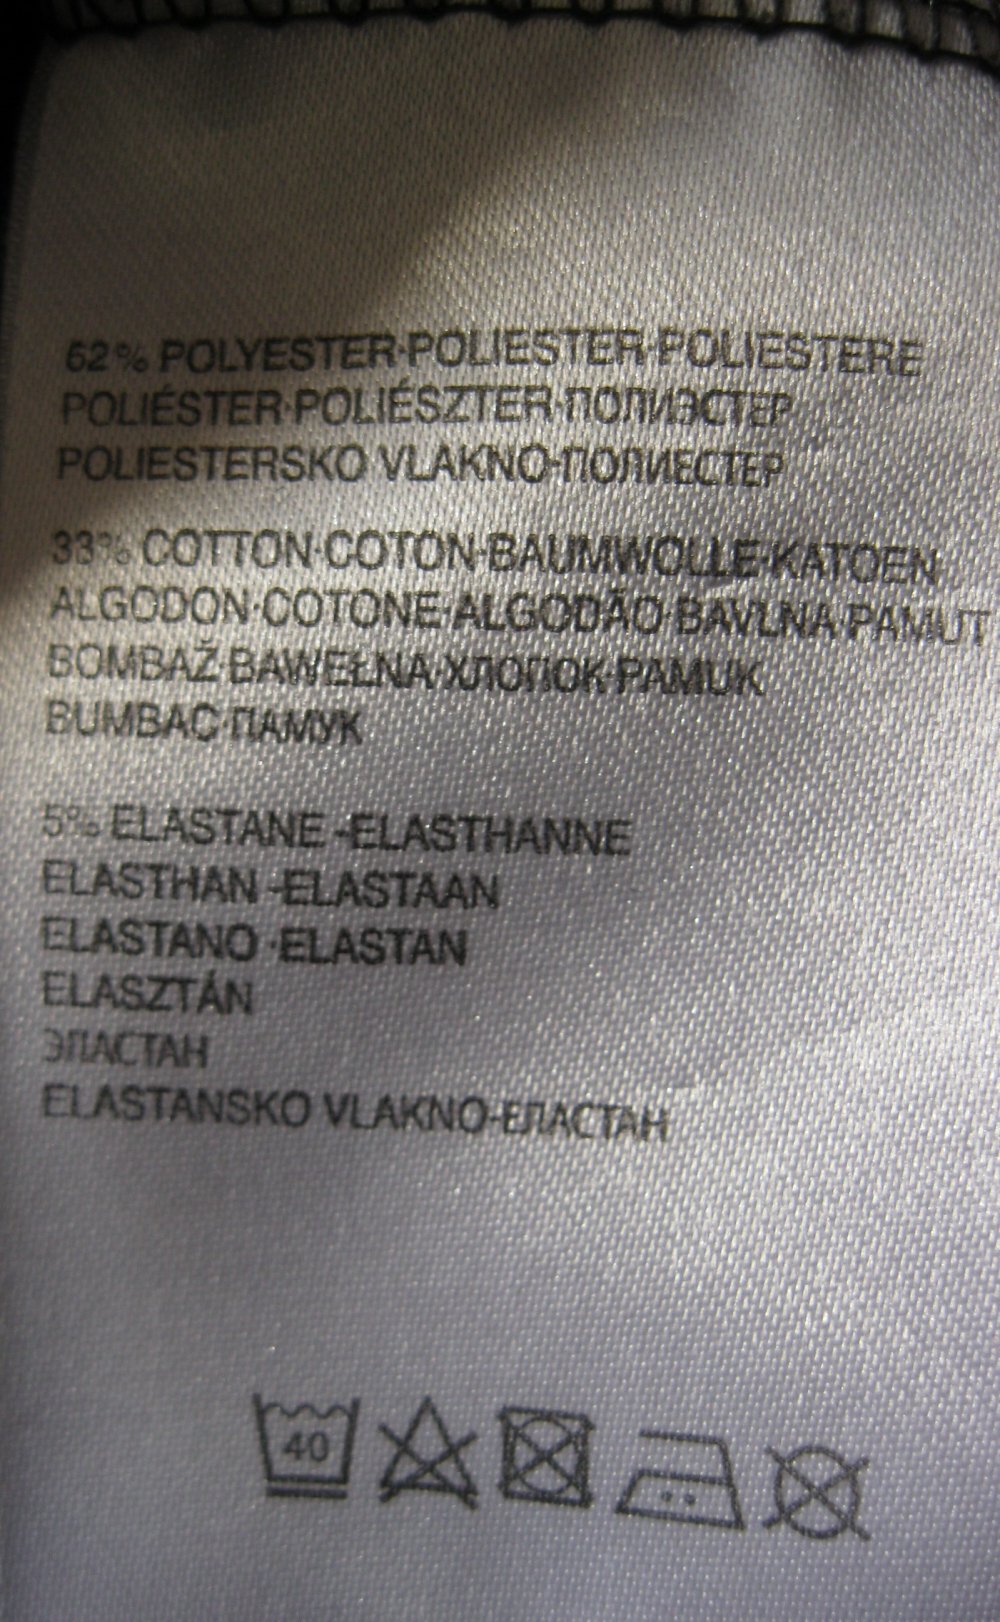 62% POLYESTER·POLIESTER·POLIESTERE
POLIÉSTER·POLIÉSZTER·ПОЛИЭСТЕР
POLIESTERSKO VLAKNO·ПОЛИЕСТЕР
33% COTTON·COTON·BAUMWOLLE·KATOEN
ALGODON·COTONE·ALGODÃO·BAVLNA·PAMUT
BOMBAŽ·BAWEŁNA·ХЛОПОК·PAMUK
BUMBAC·ПАМУК
5% ELASTANE -ELASTHANNE
ELASTHAN -ELASTAAN
ELASTANO ·ELASTAN
ELASZTÁN
ЭЛАСТАН
ELASTANSKO VLAKNO-ЕЛАСТАН
40